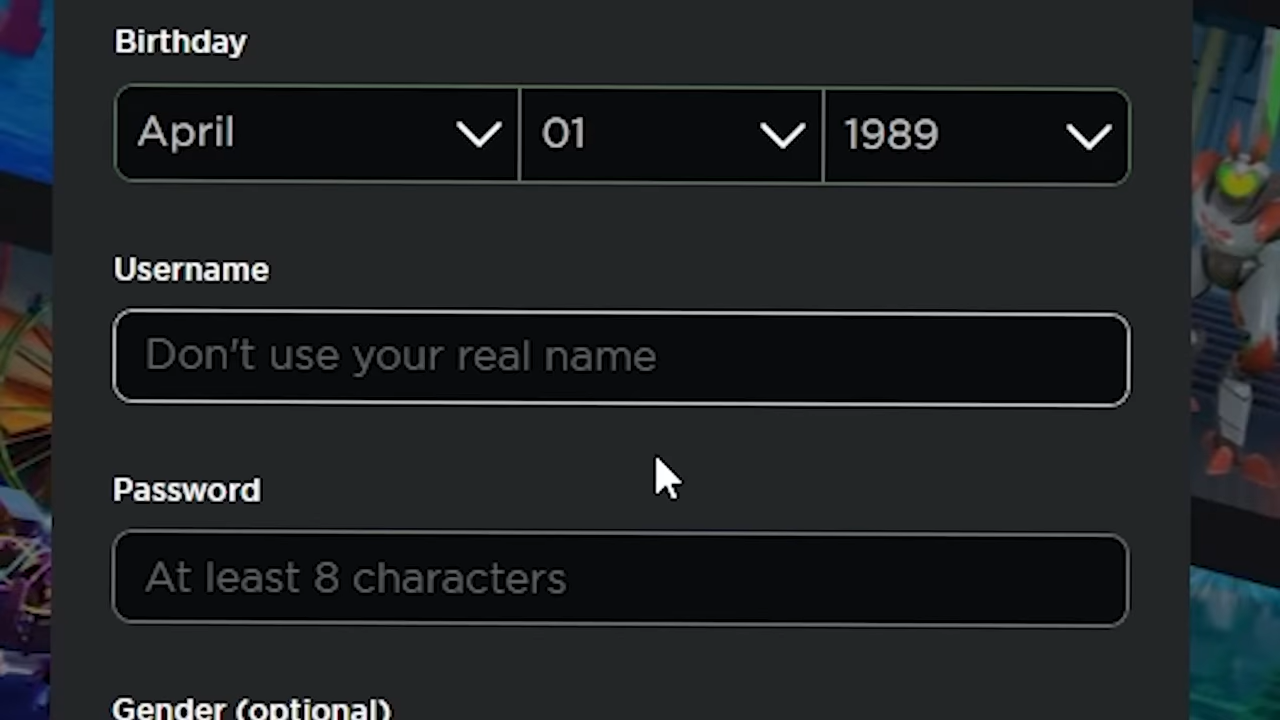 Birthday
April 01 1989
Username
Don't use your real name
Password
At least 8 characters
Gender (optional)